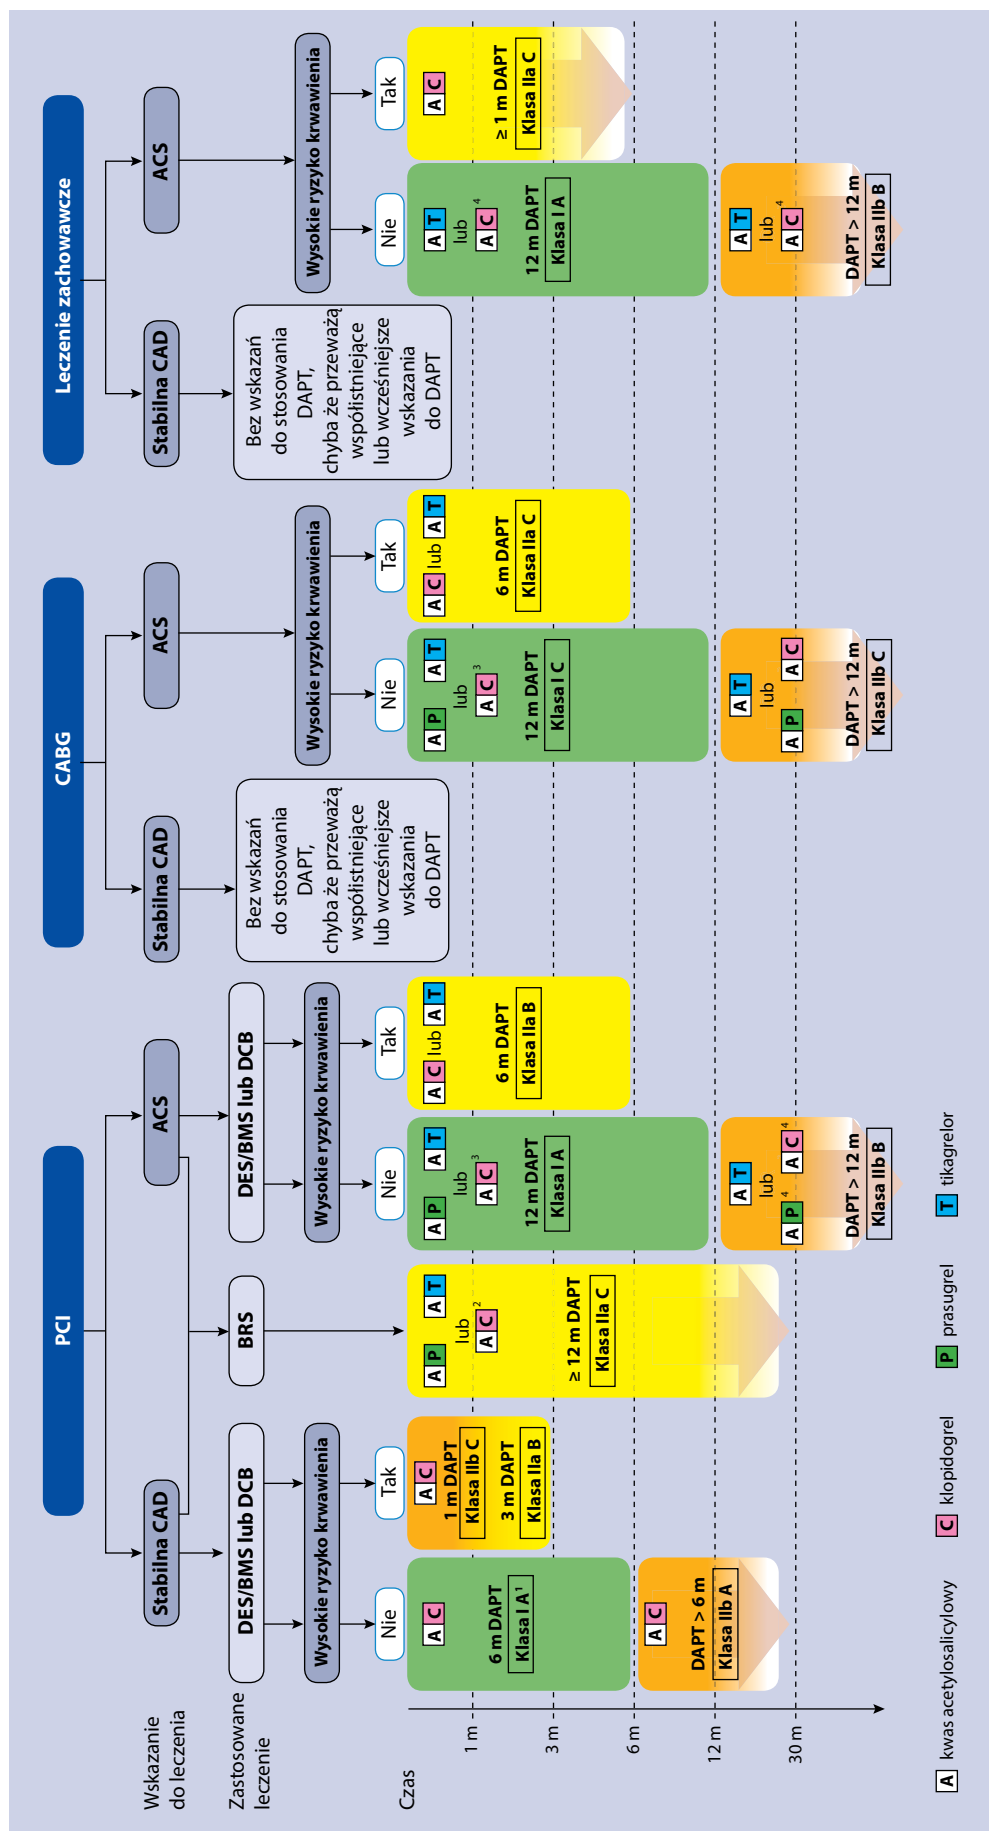 PCI
CABG
Leczenie zachowawcze
Wskazanie
do leczenia
Stabilna CAD
ACS
Stabilna CAD
ACS
Stabilna CAD
ACS
Zastosowane
leczenie
DES/BMS lub DCB
BRS
DES/BMS lub DCB
Bez wskazań
do stosowania
DAPT,
chyba że przeważą
współistniejące
lub wcześniejsze
wskazania
do DAPT
Bez wskazań
do stosowania
DAPT,
chyba że przeważą
współistniejące
lub wcześniejsze
wskazania
do DAPT
Wysokie ryzyko krwawienia
Wysokie ryzyko krwawienia
Wysokie ryzyko krwawienia
Wysokie ryzyko krwawienia
Nie
Tak
Nie
Tak
Nie
Tak
Nie
Tak
Czas
1 m
3 m
6 m
12 m
30 m
A C
6 m DAPT
Klasa I A¹
A C
DAPT > 6 m
Klasa IIb A
A C
1 m DAPT
Klasa IIb C
3 m DAPT
Klasa IIa B
A P A T
lub
A C ²
≥ 12 m DAPT
Klasa IIa C
A P A T
lub
A C ³
12 m DAPT
Klasa I A
A T
lub
A P ⁴ A C ⁴
DAPT > 12 m
Klasa IIb B
A C lub A T
6 m DAPT
Klasa IIa B
A P A T
lub
A C ³
12 m DAPT
Klasa I C
A T
lub
A P A C
DAPT > 12 m
Klasa IIb C
A C lub A T
6 m DAPT
Klasa IIa C
A T
lub
A C ⁴
12 m DAPT
Klasa I A
A T
lub
A C ⁴
DAPT > 12 m
Klasa IIb B
A C
≥ 1 m DAPT
Klasa IIa C
A kwas acetylosalicylowy C klopidogrel P prasugrel T tikagrelor